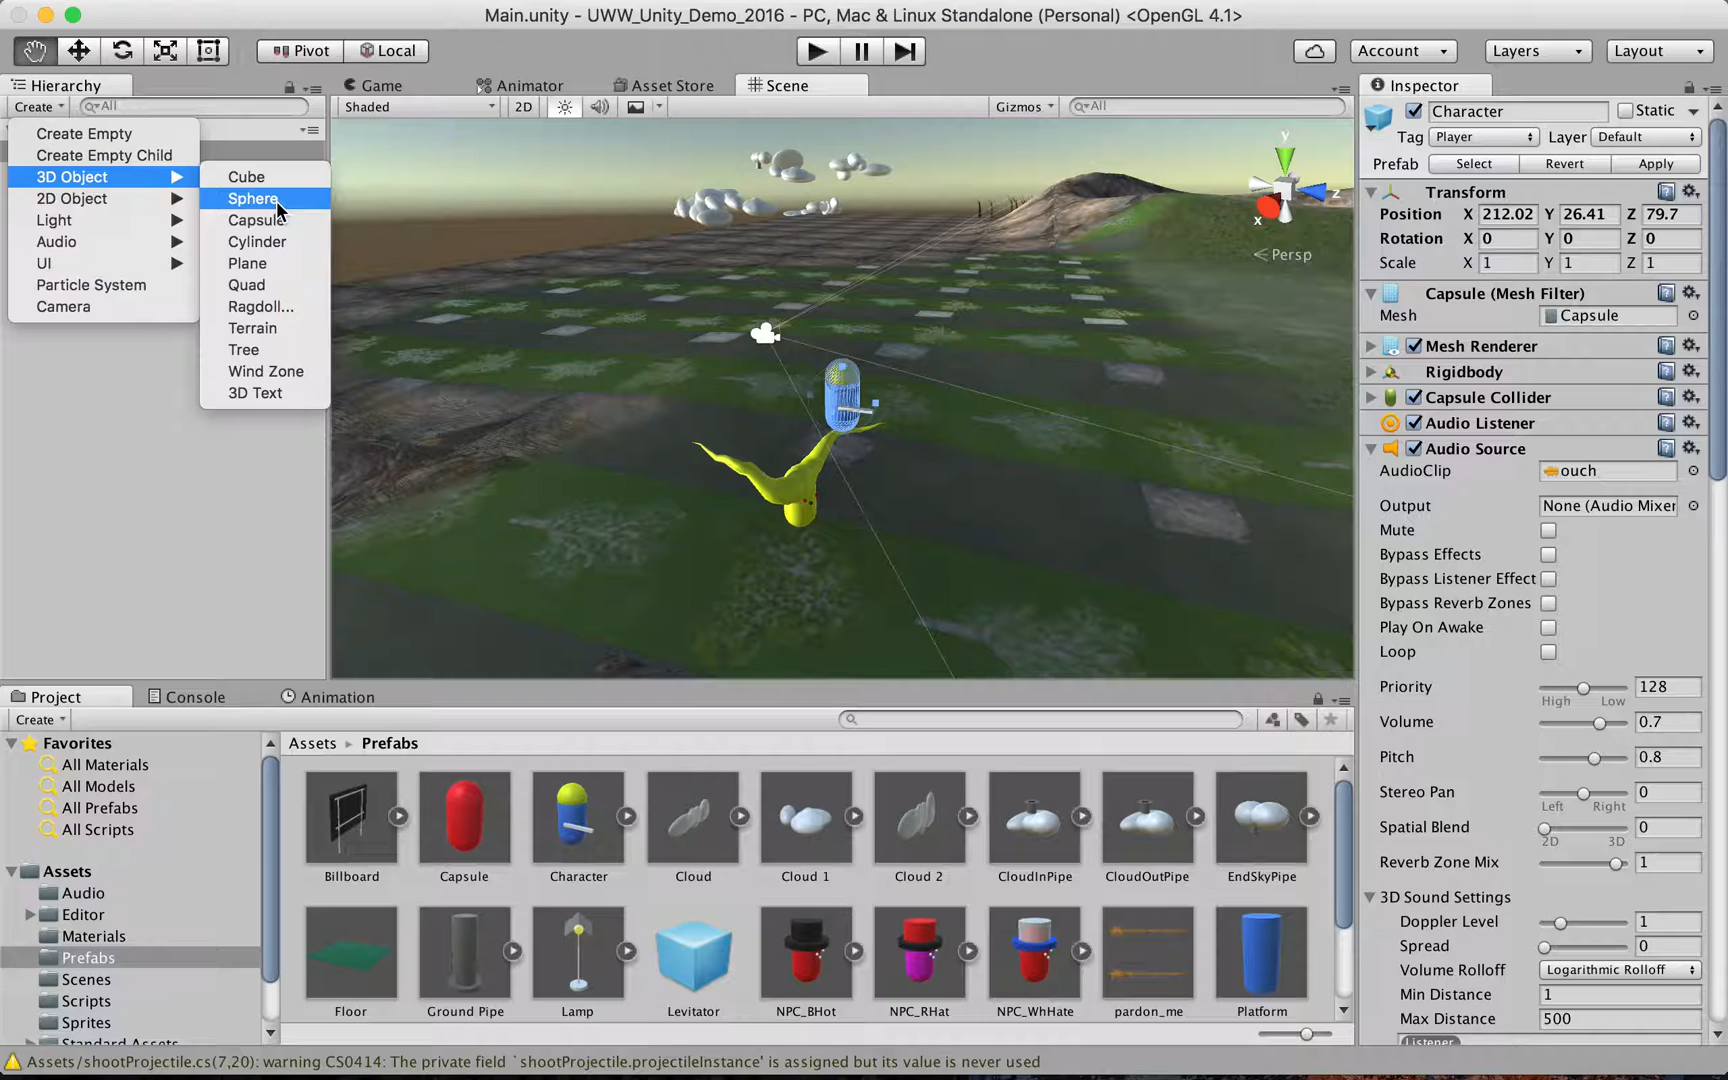 Main.unity - UWW_Unity_Demo_2016 - PC, Mac & Linux Standalone (Personal) <OpenGL 4.1>
Pivot Local Account Layers Layout
Hierarchy
Create All
Create Empty
Create Empty Child
3D Object
2D Object
Light
Audio
UI
Particle System
Camera
Cube
Sphere
Capsule
Cylinder
Plane
Quad
Ragdoll...
Terrain
Tree
Wind Zone
3D Text
Game Animator Asset Store Scene
Shaded 2D Gizmos All
y
z
x
Persp
Inspector
Character Static
Tag Player Layer Default
Prefab Select Revert Apply
Transform
Position X 212.02 Y 26.41 Z 79.7
Rotation X 0 Y 0 Z 0
Scale X 1 Y 1 Z 1
Capsule (Mesh Filter)
Mesh Capsule
Mesh Renderer
Rigidbody
Capsule Collider
Audio Listener
Audio Source
AudioClip ouch
Output None (Audio Mixer
Mute
Bypass Effects
Bypass Listener Effect
Bypass Reverb Zones
Play On Awake
Loop
Priority 128
High Low
Volume 0.7
Pitch 0.8
Stereo Pan 0
Left Right
Spatial Blend 0
2D 3D
Reverb Zone Mix 1
3D Sound Settings
Doppler Level 1
Spread 0
Volume Rolloff Logarithmic Rolloff
Min Distance 1
Max Distance 500
Listener
Project Console Animation
Create
Favorites
All Materials
All Models
All Prefabs
All Scripts
Assets
Audio
Editor
Materials
Prefabs
Scenes
Scripts
Sprites
Standard Assets
Assets Prefabs
Billboard Capsule Character Cloud Cloud 1 Cloud 2 CloudInPipe CloudOutPipe EndSkyPipe
Floor Ground Pipe Lamp Levitator NPC_BHot NPC_RHat NPC_WhHate pardon_me Platform
Assets/shootProjectile.cs(7,20): warning CS0414: The private field `shootProjectile.projectileInstance' is assigned but its value is never used